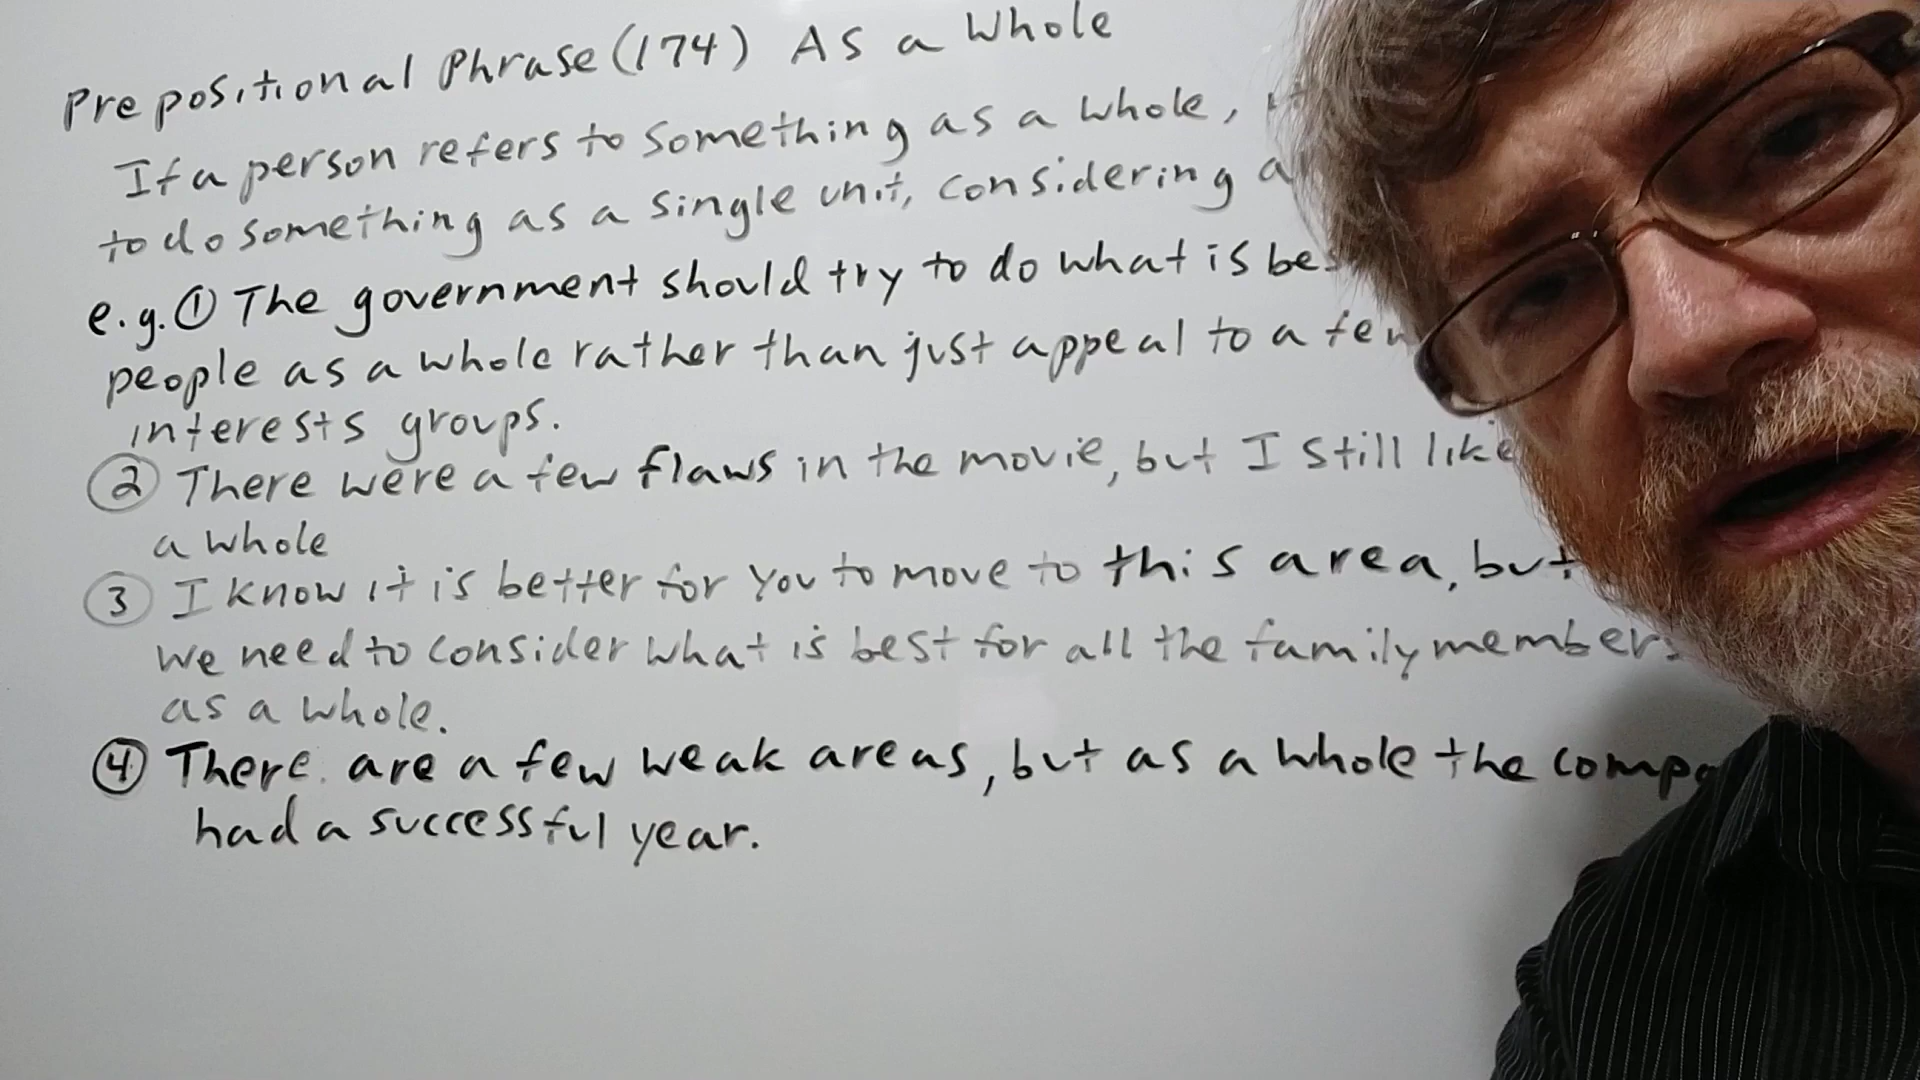 Prepositional Phrase (174) As a Whole
If a person refers to something as a whole,
to do something as a single unit, considering
e.g. ① The government should try to do what is
people as a whole rather than just appeal to a few
interests groups.
② There were a few flaws in the movie, but I still like
a whole
③ I know it is better for you to move to this area, but
we need to consider what is best for all the family members
as a whole.
④ There are a few weak areas, but as a whole the
had a successful year.